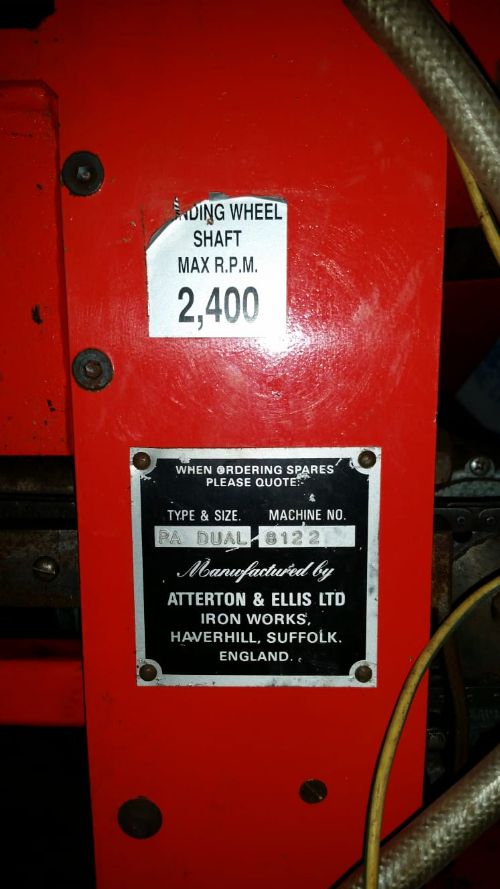 NDING WHEEL
SHAFT
MAX R.P.M.
2,400
WHEN ORDERING SPARES
PLEASE QUOTE:-
TYPE & SIZE. MACHINE NO.
PA DUAL 8122
Manufactured by
ATTERTON & ELLIS LTD
IRON WORKS,
HAVERHILL, SUFFOLK.
ENGLAND.